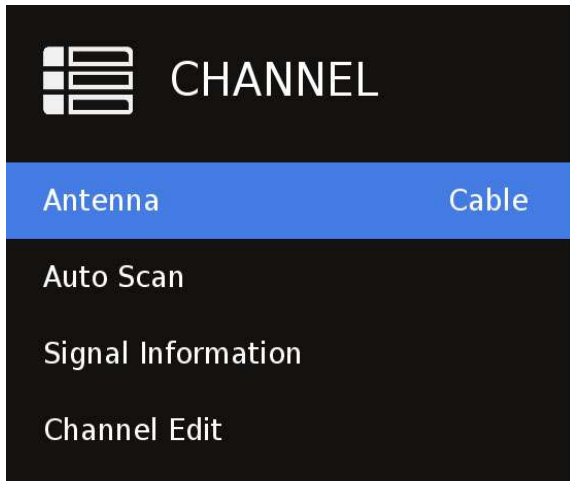 CHANNEL
Antenna Cable
Auto Scan
Signal Information
Channel Edit